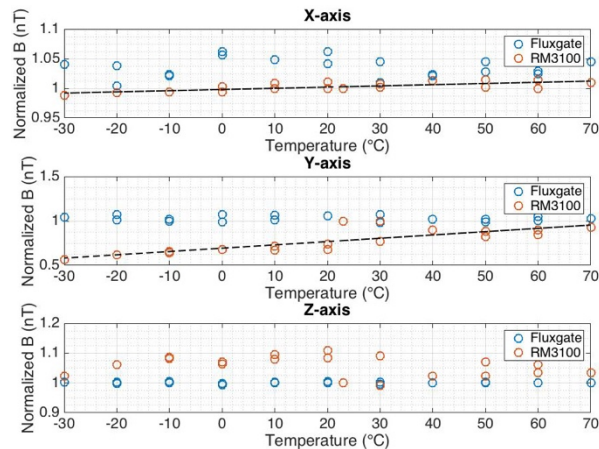 X-axis
Normalized B (nT)
1.1
1.05
1
0.95
Fluxgate
RM3100
-30 -20 -10 0 10 20 30 40 50 60 70
Temperature (°C)
Y-axis
Normalized B (nT)
1.5
1
0.5
Fluxgate
RM3100
-30 -20 -10 0 10 20 30 40 50 60 70
Temperature (°C)
Z-axis
Normalized B (nT)
1.2
1.1
1
0.9
Fluxgate
RM3100
-30 -20 -10 0 10 20 30 40 50 60 70
Temperature (°C)